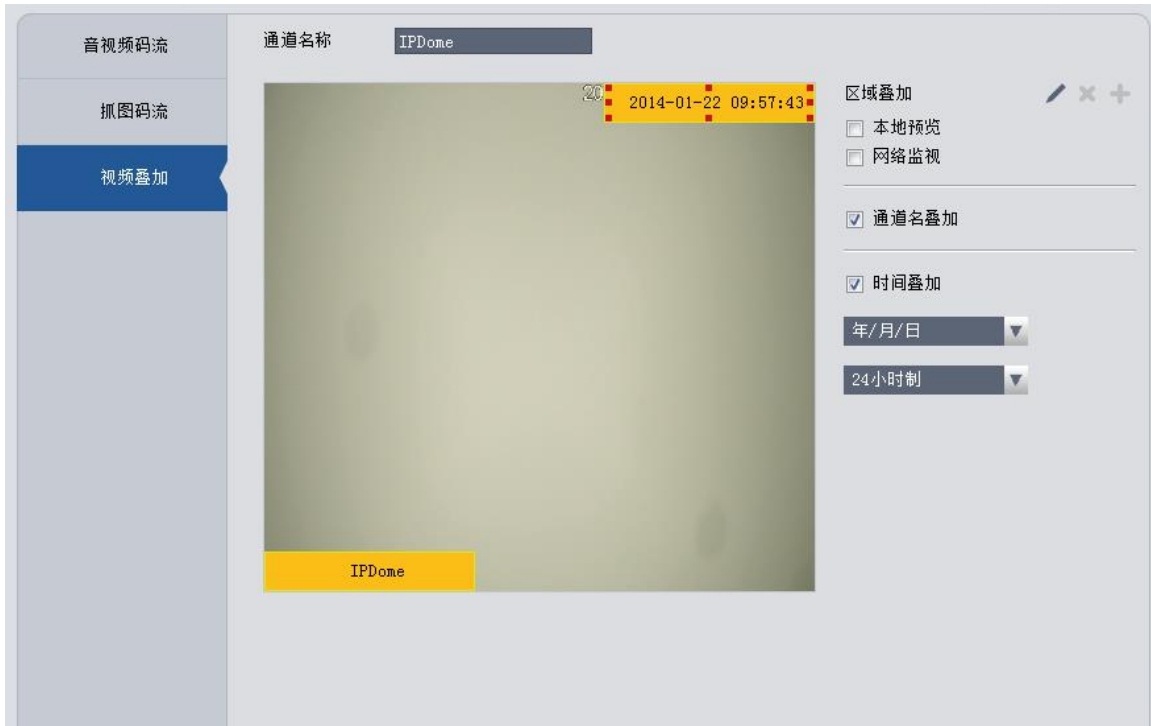 音视频码流
抓图码流
视频叠加
通道名称 IPDome
20
2014-01-22 09:57:43
IPDome
区域叠加
本地预览
网络监视
通道名叠加
时间叠加
年/月/日
24小时制